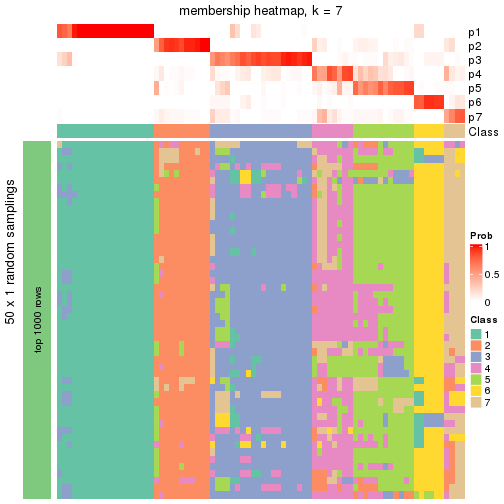 membership heatmap, k = 7
p1
p2
p3
p4
p5
p6
p7
Class
50 x 1 random samplings
top 1000 rows
Prob
1
0.5
0
Class
1
2
3
4
5
6
7